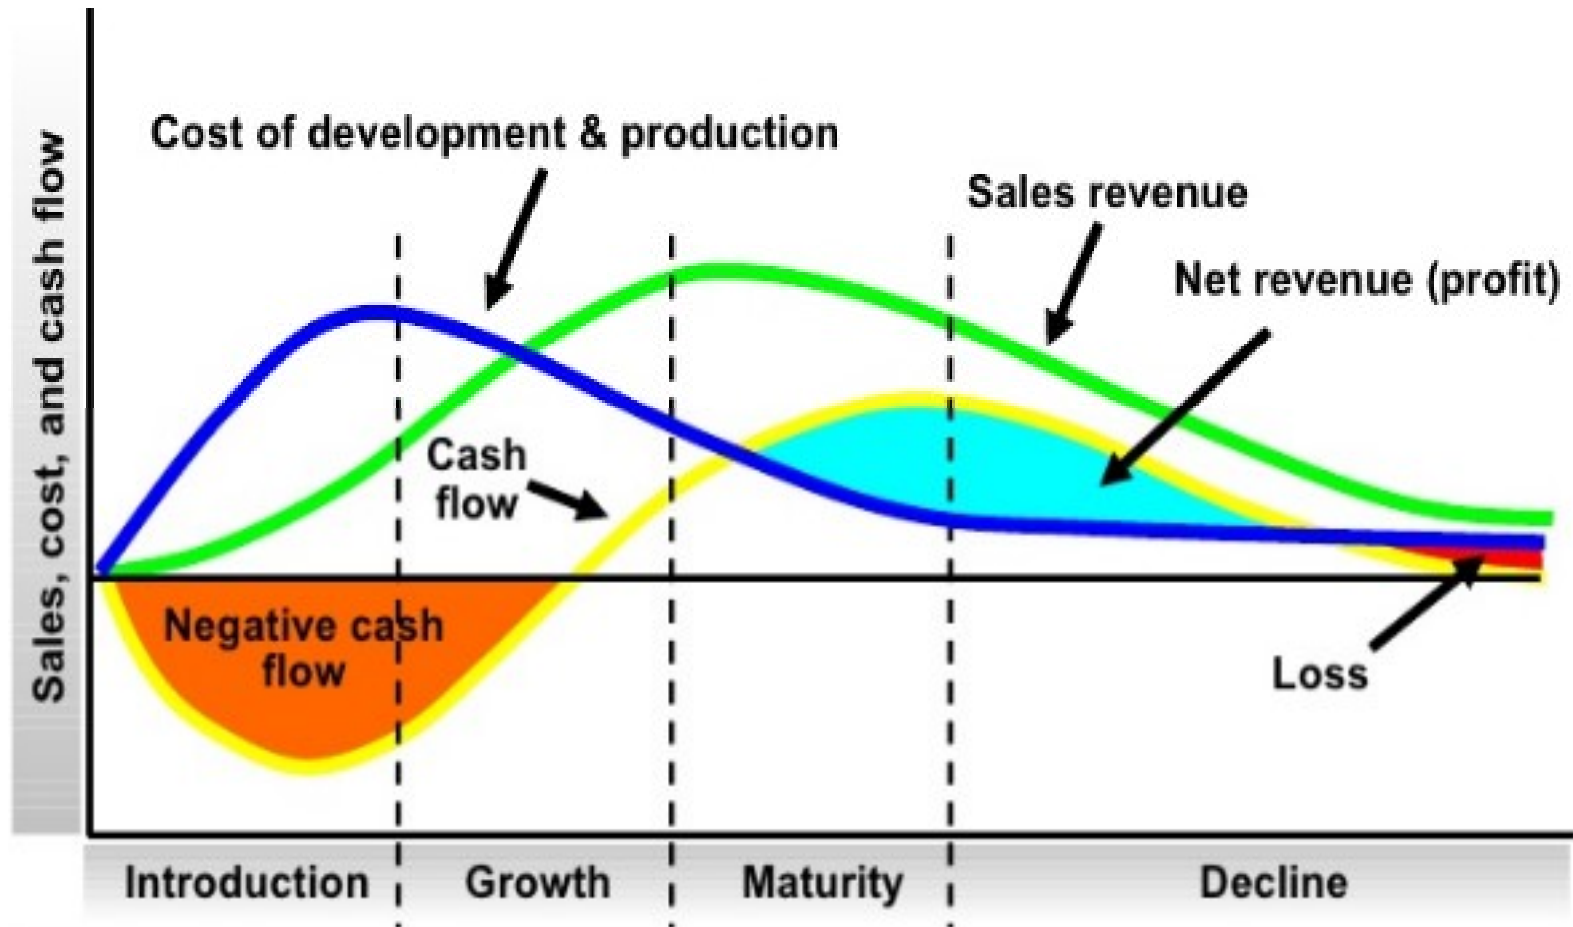 Sales, cost, and cash flow
Cost of development & production
Sales revenue
Net revenue (profit)
Cash
flow
Negative cash
flow
Loss
Introduction
Growth
Maturity
Decline